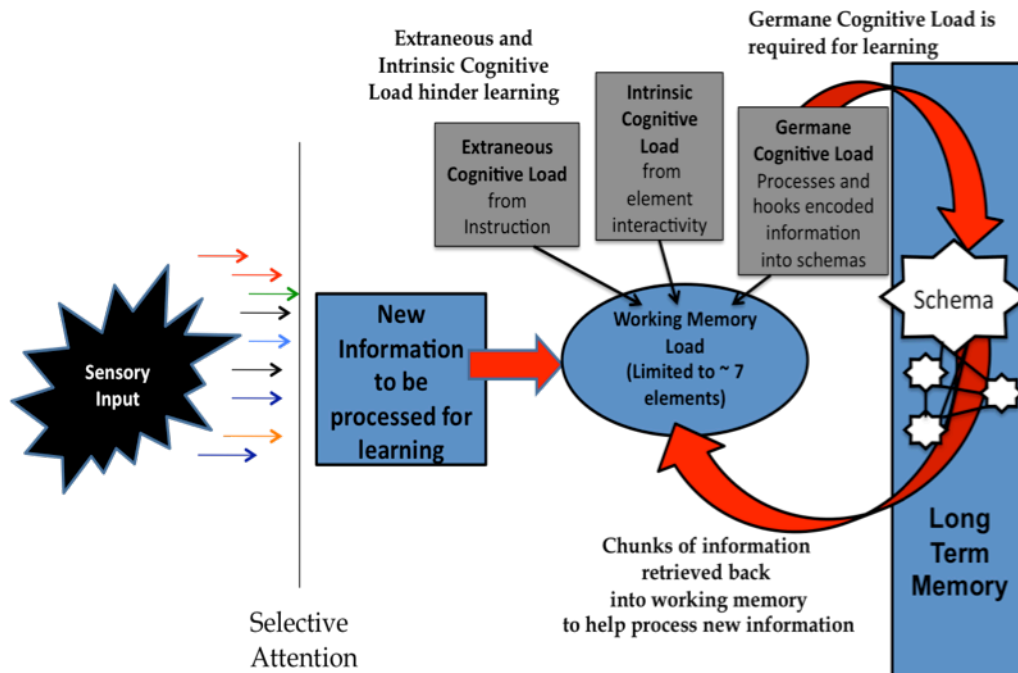 Extraneous and
Intrinsic Cognitive
Load hinder learning
Germane Cognitive Load is
required for learning
Extraneous
Cognitive Load
from
Instruction
Intrinsic
Cognitive
Load
from
element
interactivity
Germane
Cognitive Load
Processes and
hooks encoded
information
into schemas
Sensory
Input
New
Information
to be
processed for
learning
Working Memory
Load
(Limited to ~ 7
elements)
Schema
Long
Term
Memory
Chunks of information
retrieved back
into working memory
to help process new information
Selective
Attention